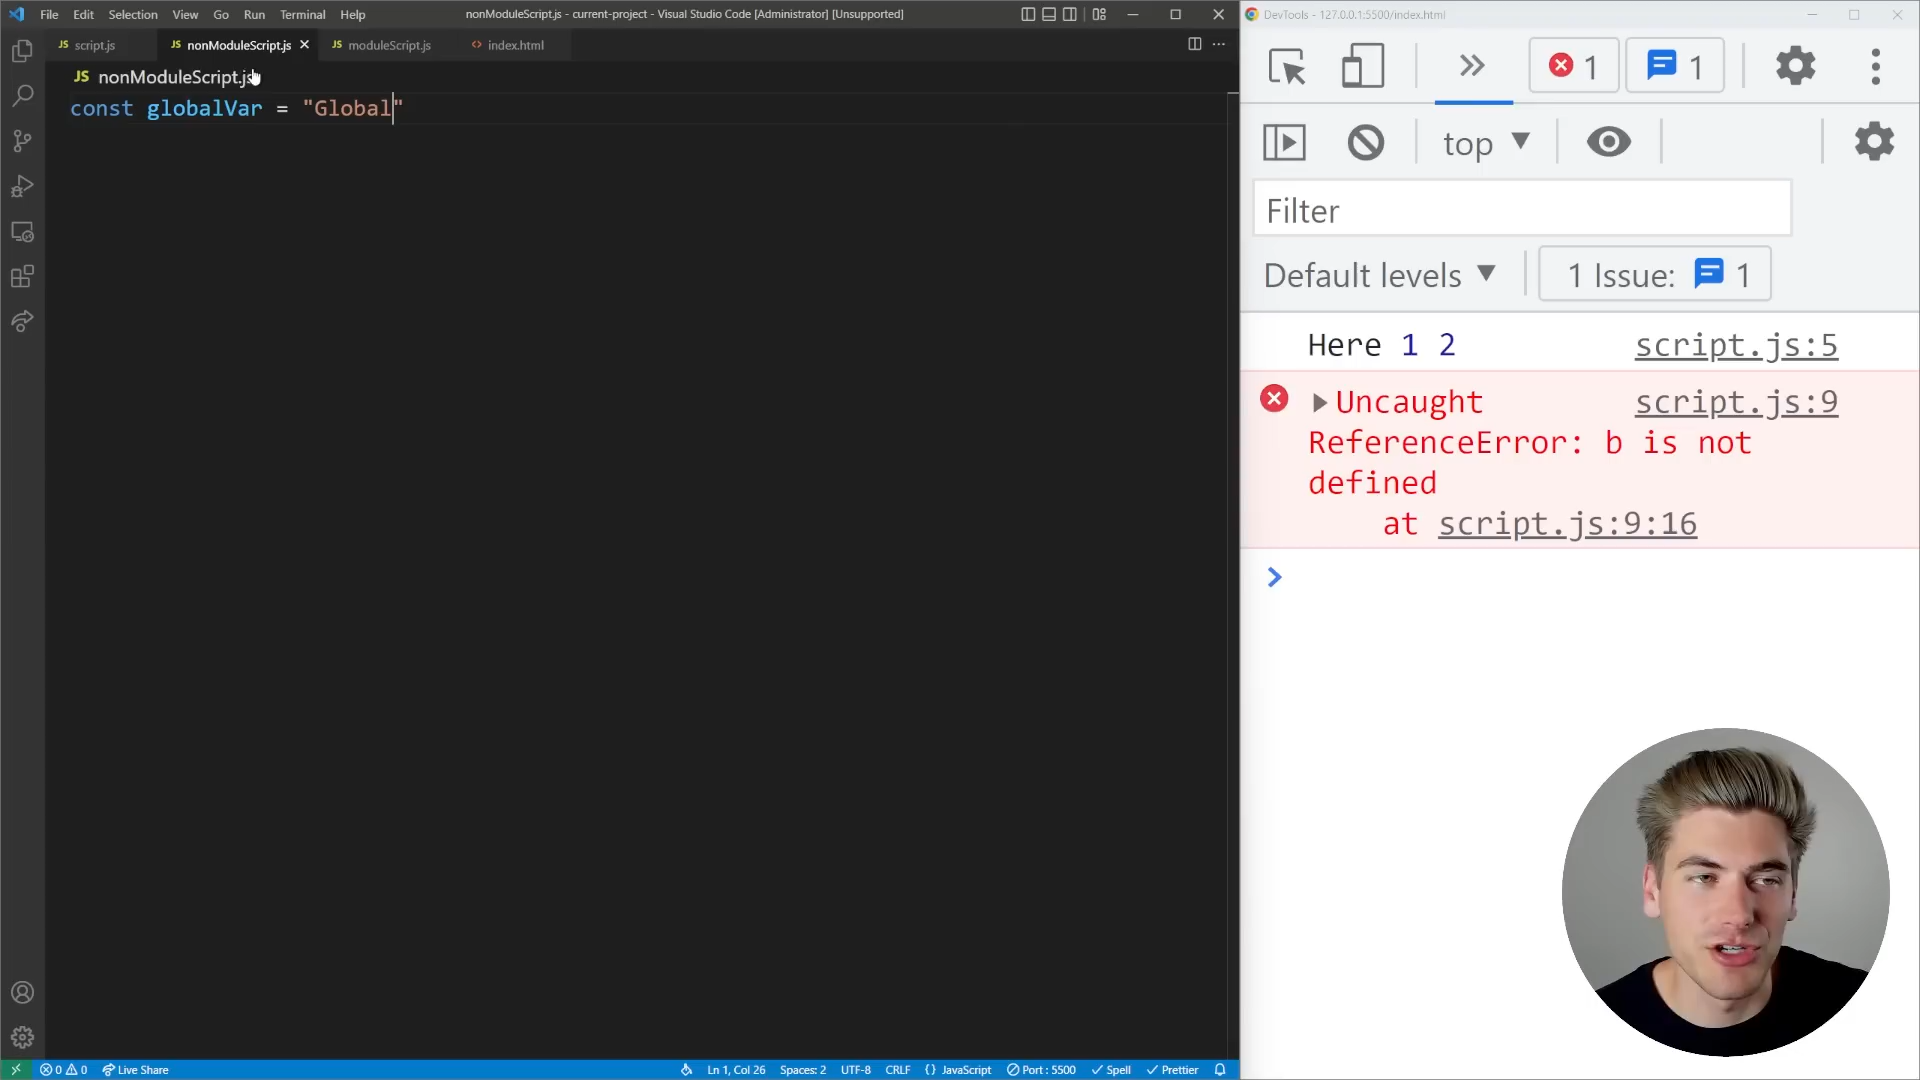 File Edit Selection View Go Run Terminal Help
nonModuleScript.js - current-project - Visual Studio Code [Administrator] [Unsupported]
JS script.js
JS nonModuleScript.js
JS moduleScript.js
<> index.html
JS nonModuleScript.js
const globalVar = "Global"
0 0 Live Share
Ln 1, Col 26 Spaces: 2 UTF-8 CRLF {} JavaScript Port : 5500 Spell Prettier
DevTools - 127.0.0.1:5500/index.html
1 1
top
Filter
Default levels 1 Issue: 1
Here 1 2 script.js:5
Uncaught script.js:9
ReferenceError: b is not
defined
at script.js:9:16